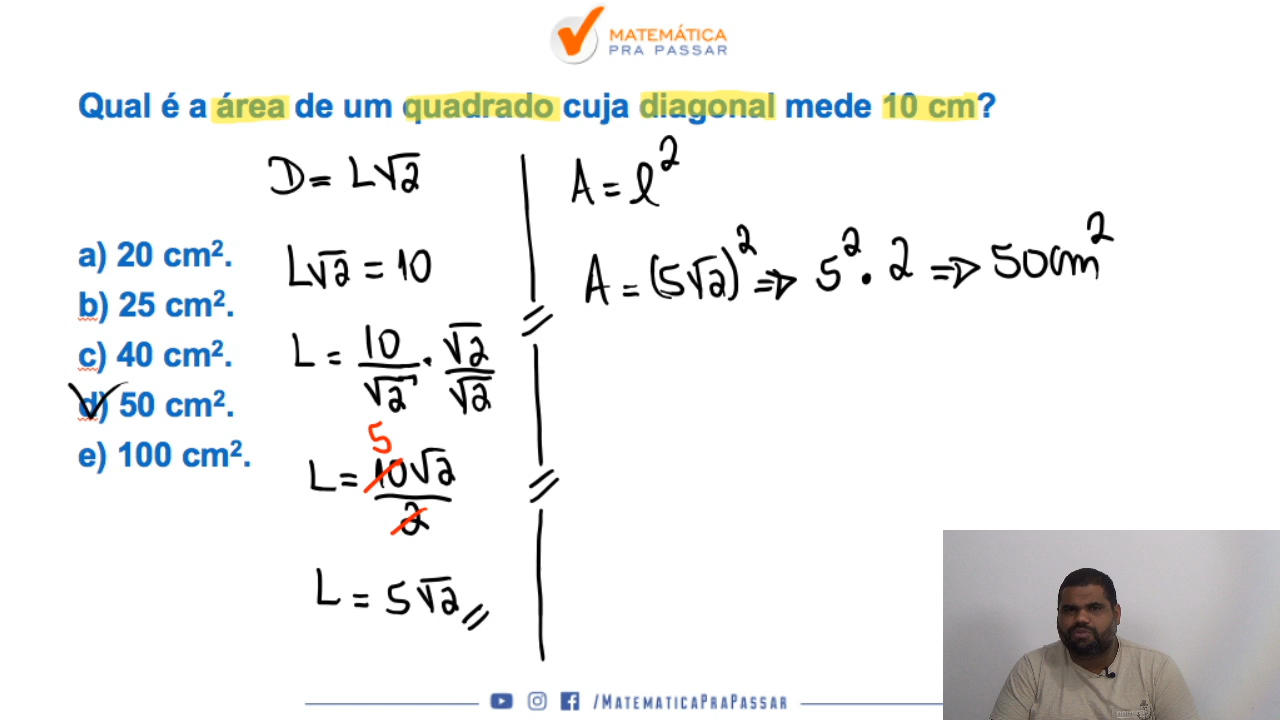 MATEMÁTICA
PRA PASSAR
Qual é a área de um quadrado cuja diagonal mede 10 cm?
a) 20 cm².
b) 25 cm².
c) 40 cm².
d) 50 cm².
e) 100 cm².
D = L√2
L√2 = 10
L = 10/√2 · √2/√2
5
L = 10√2/2
L = 5√2
A = l²
A = (5√2)² => 5² · 2 => 50cm²
/MATEMATICAPRAPASSAR